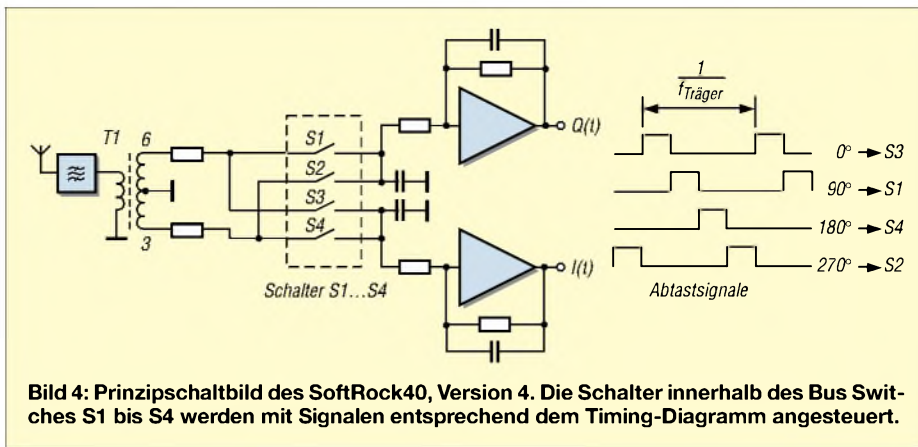 T1
6
3
S1
S2
S3
S4
Schalter S1...S4
Q(t)
I(t)
1
fTräger
0° → S3
90° → S1
180° → S4
270° → S2
Abtastsignale
Bild 4: Prinzipschaltbild des SoftRock40, Version 4. Die Schalter innerhalb des Bus Swit-
ches S1 bis S4 werden mit Signalen entsprechend dem Timing-Diagramm angesteuert.